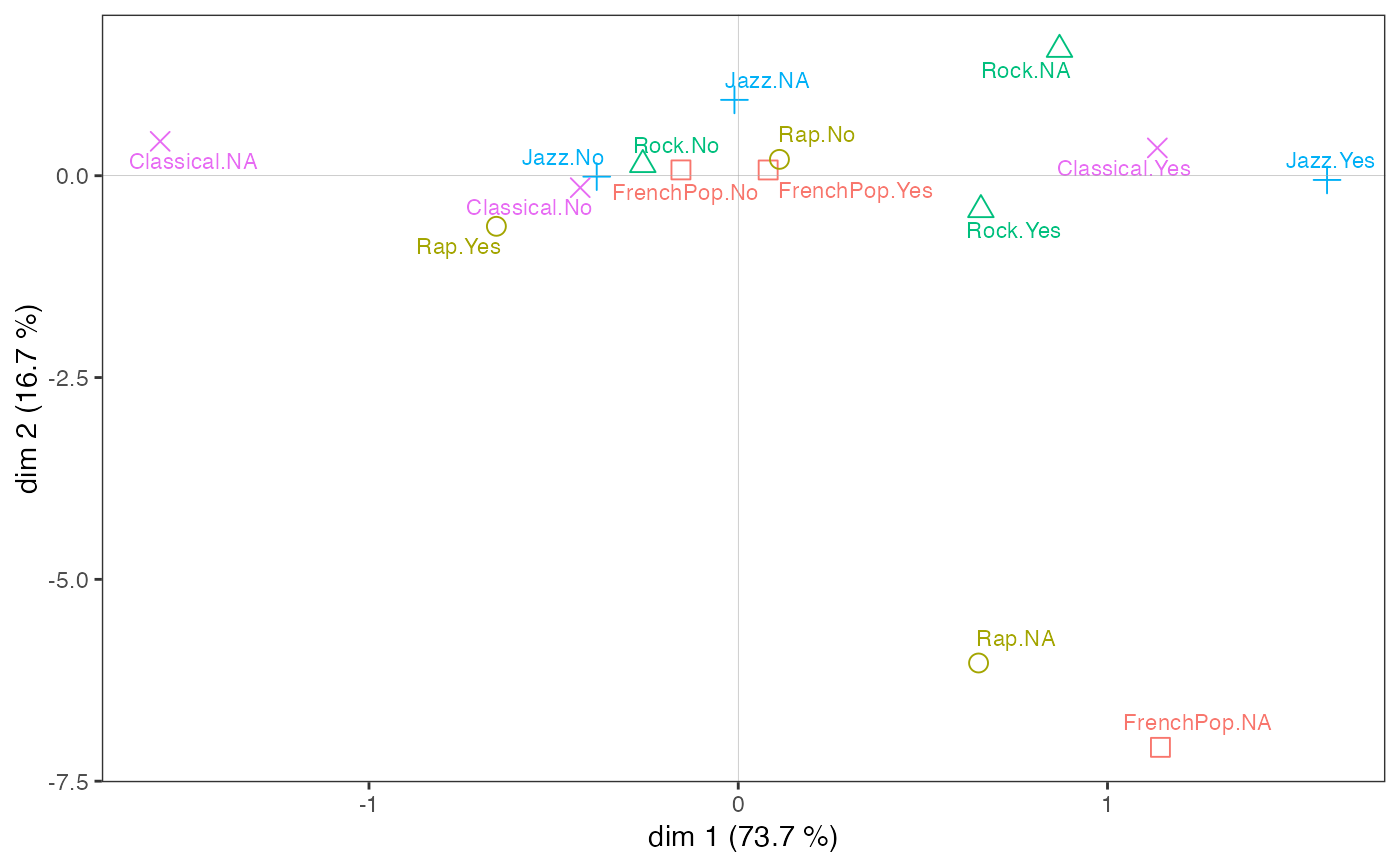 Rock.NA
Jazz.NA
Rap.No
Rock.No
Jazz.No
Classical.NA
Classical.Yes
Jazz.Yes
FrenchPop.No
FrenchPop.Yes
Classical.No
Rock.Yes
Rap.Yes
Rap.NA
FrenchPop.NA
0.0
-2.5
-5.0
-7.5
-1
0
1
dim 1 (73.7 %)
dim 2 (16.7 %)